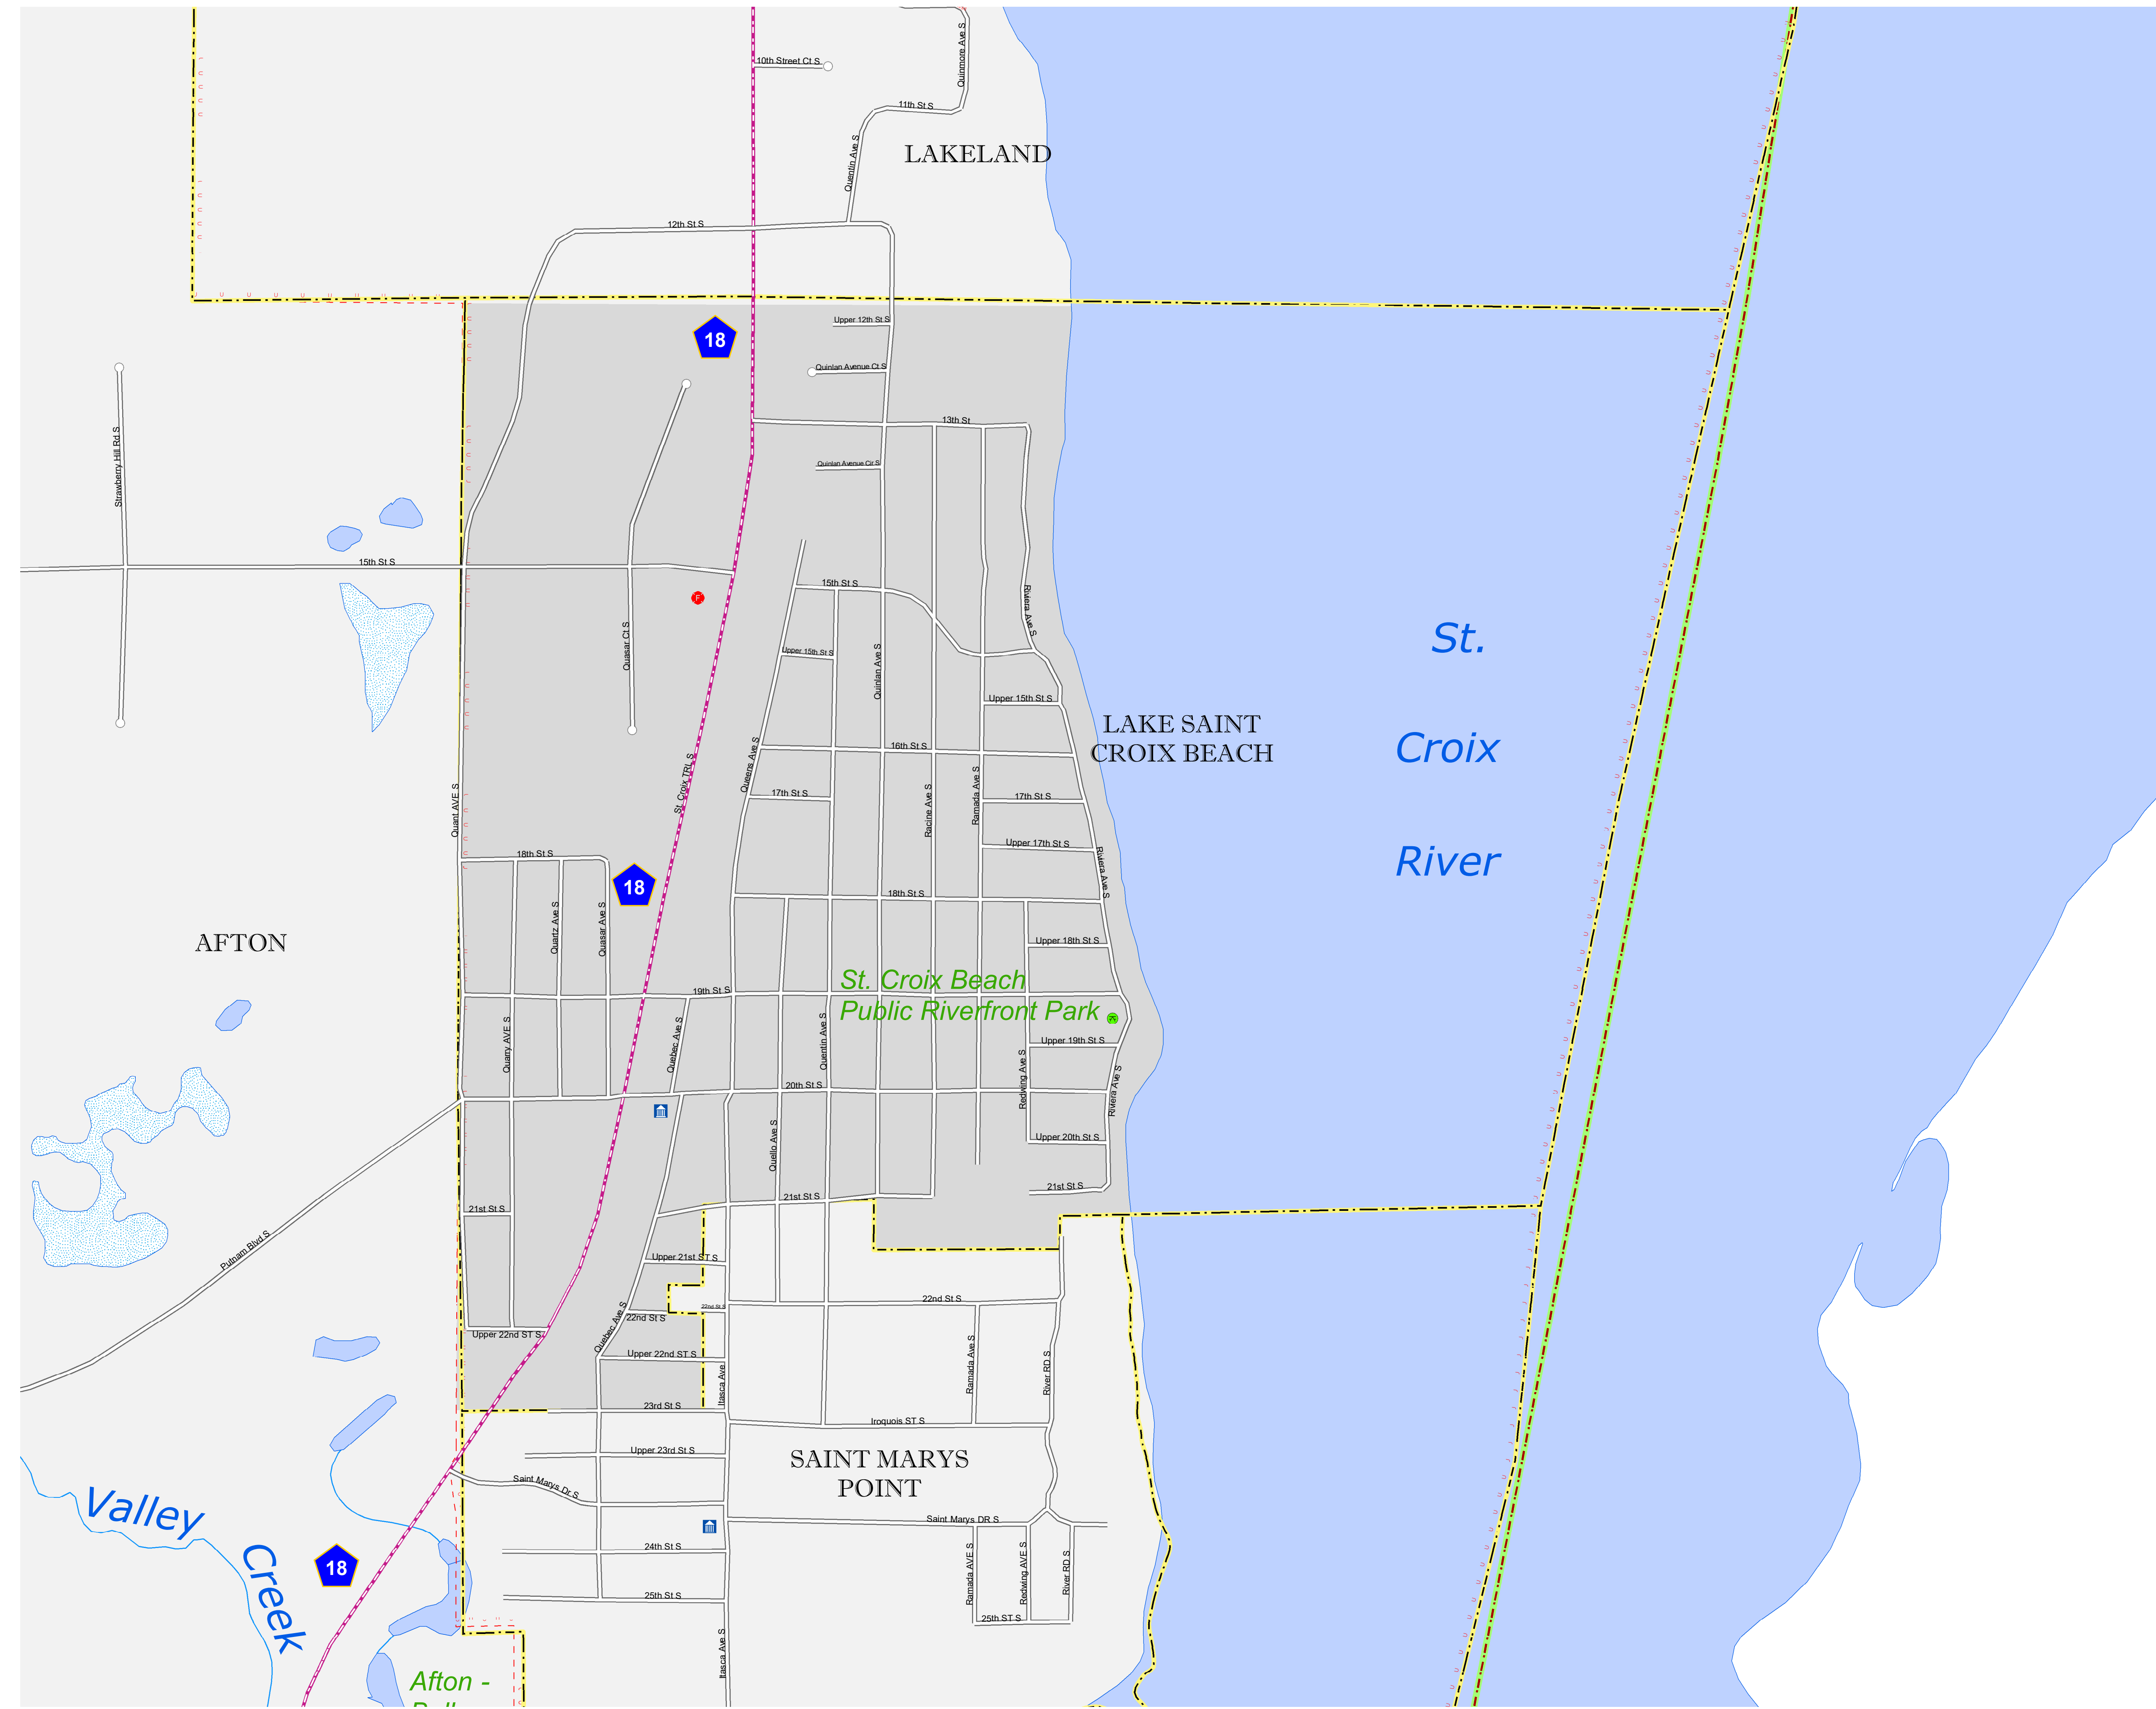 10th Street Ct S
Quinmore Ave S
11th St S
Quentin Ave S
LAKELAND
12th St S
Upper 12th St S
18
Quinlan Avenue Ct S
13th St
Strawberry Hill Rd S
Quinlan Avenue Cir S
15th St S
15th St S
F
Riviera Ave S
Quasar Ct S
Upper 15th St S
Quinlan Ave S
St.
Upper 15th St S
LAKE SAINT
CROIX BEACH
Croix
16th St S
Queens Ave S
St. Croix TRL S
17th St S
Racine Ave S
Ramada Ave S
17th St S
Quant AVE S
Upper 17th St S
River
18th St S
18
Riviera Ave S
18th St S
Quartz Ave S
Quasar Ave S
AFTON
Upper 18th St S
St. Croix Beach
Public Riverfront Park
19th St S
Quarry AVE S
Quebec Ave S
Quentin Ave S
Upper 19th St S
Redwing Ave S
Riviera Ave S
20th St S
Quello Ave S
Upper 20th St S
21st St S
21st St S
21st St S
Putnam Blvd S
Upper 21st ST S
22nd St S
22nd St S
22nd St S
Quebec Ave S
Upper 22nd ST S
Upper 22nd ST S
Itasca Ave
Ramada Ave S
River RD S
23rd St S
Iroquois ST S
Upper 23rd St S
SAINT MARYS
POINT
Saint Marys Dr S
Saint Marys DR S
Valley
Creek
18
24th St S
Ramada AVE S
Redwing AVE S
River RD S
25th St S
25th ST S
Itasca Ave S
Afton -